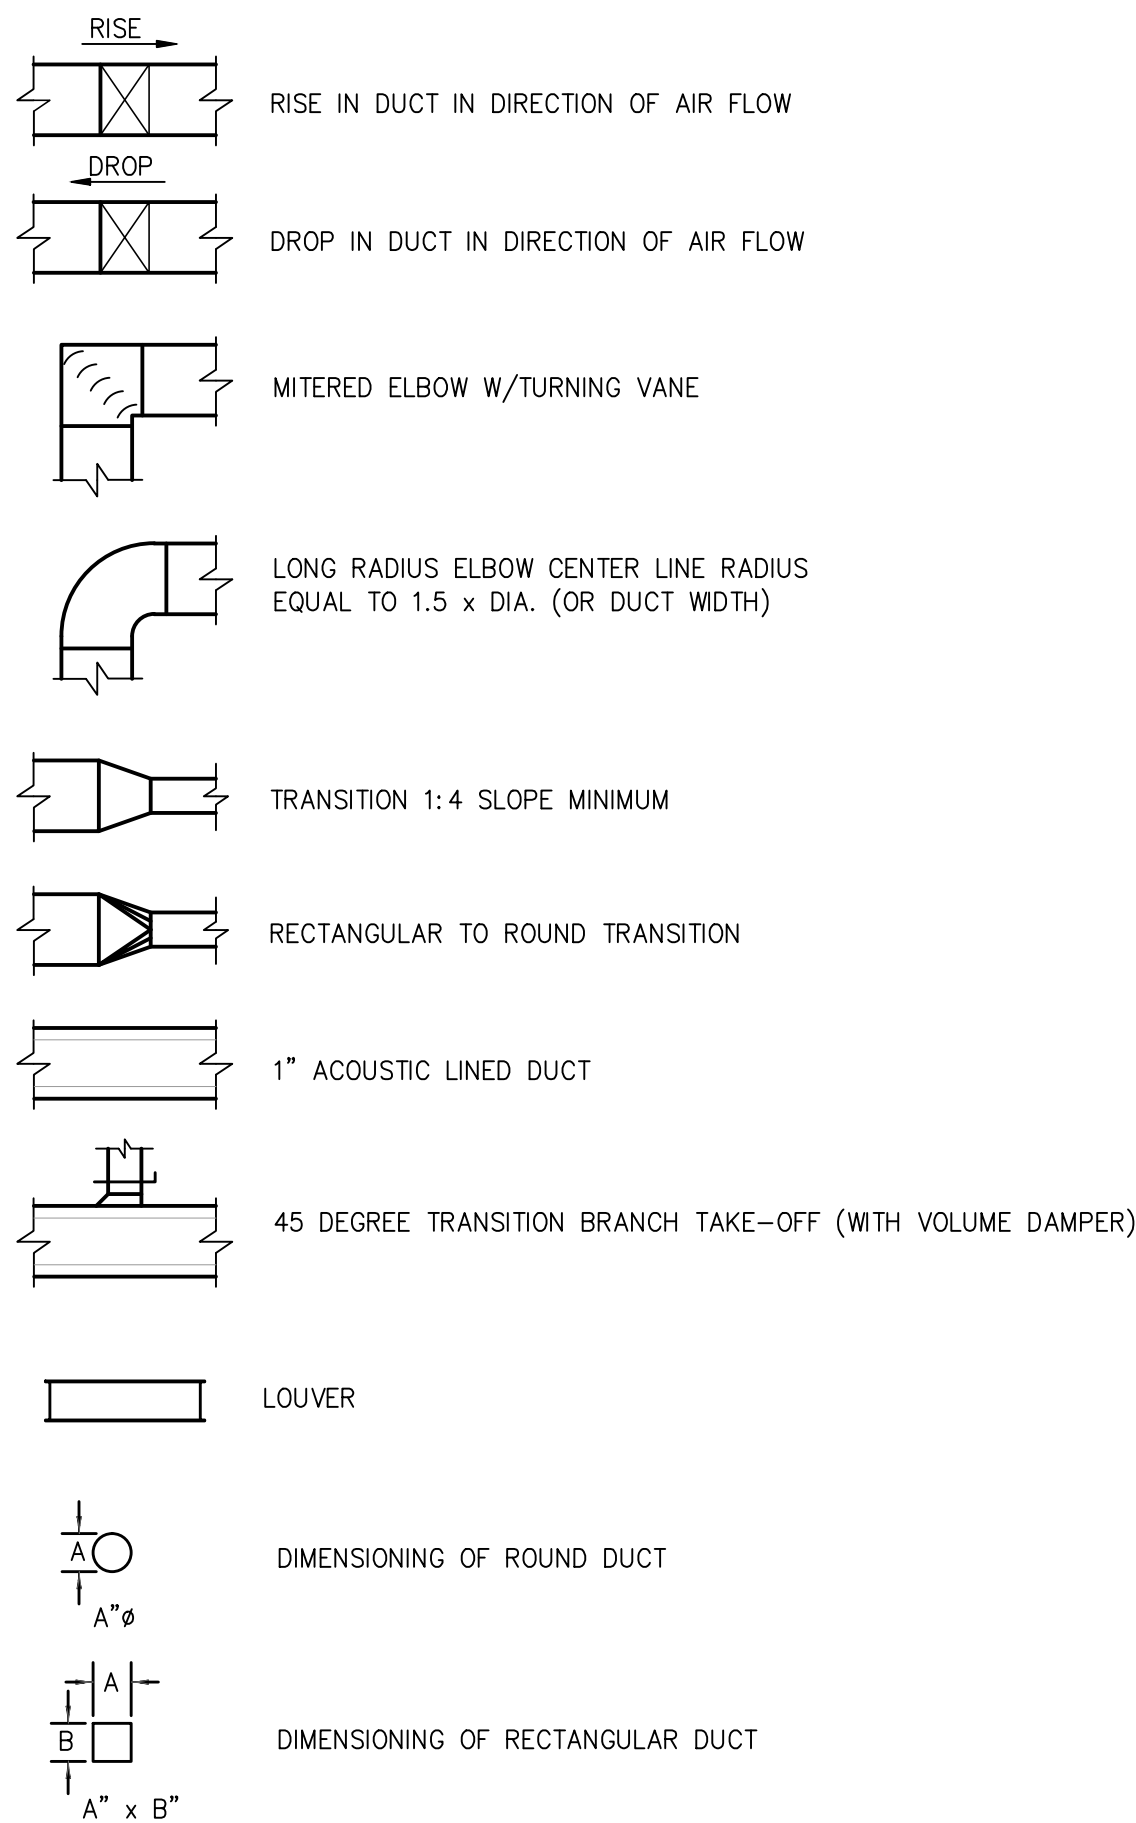 RISE
RISE IN DUCT IN DIRECTION OF AIR FLOW
DROP
DROP IN DUCT IN DIRECTION OF AIR FLOW
MITERED ELBOW W/TURNING VANE
LONG RADIUS ELBOW CENTER LINE RADIUS
EQUAL TO 1.5 x DIA. (OR DUCT WIDTH)
TRANSITION 1:4 SLOPE MINIMUM
RECTANGULAR TO ROUND TRANSITION
1" ACOUSTIC LINED DUCT
45 DEGREE TRANSITION BRANCH TAKE-OFF (WITH VOLUME DAMPER)
LOUVER
A
DIMENSIONING OF ROUND DUCT
A"ø
A
B
DIMENSIONING OF RECTANGULAR DUCT
A" x B"